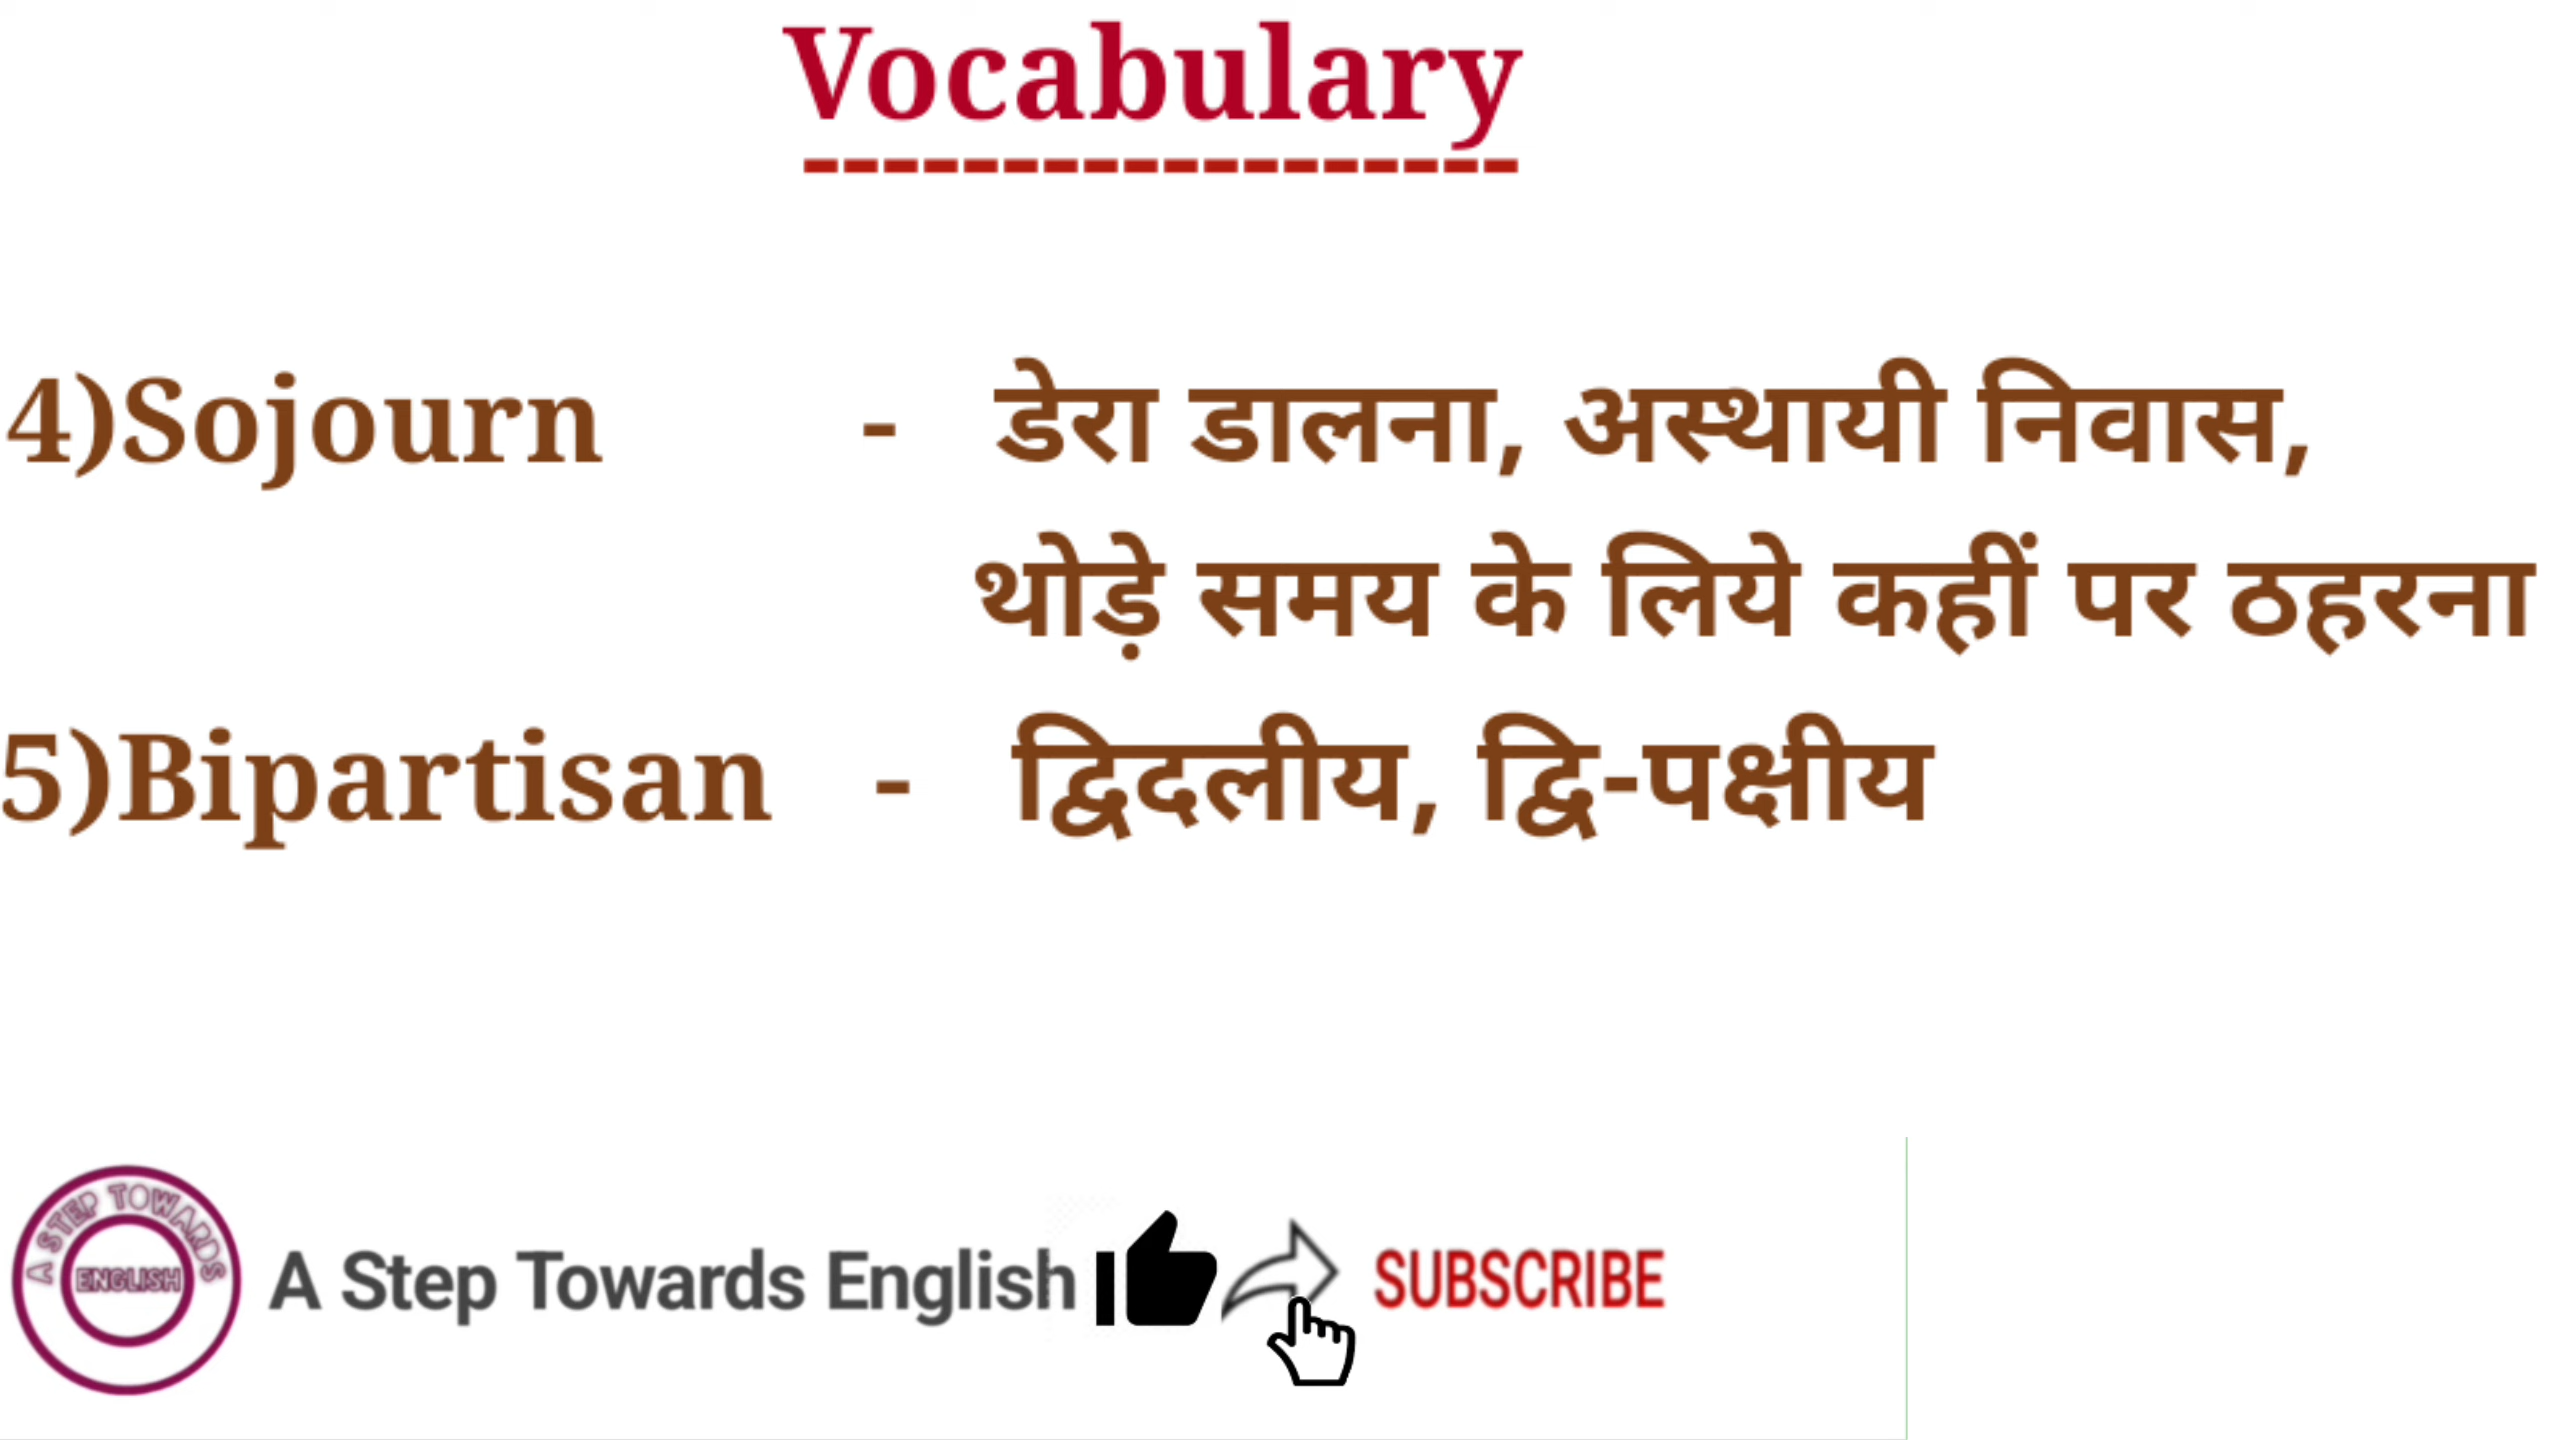 Vocabulary
------------------
4)Sojourn - डेरा डालना, अस्थायी निवास,
थोड़े समय के लिये कहीं पर ठहरना
5)Bipartisan - द्विदलीय, द्वि-पक्षीय
A STEP TOWARDS
ENGLISH
A Step Towards English
SUBSCRIBE